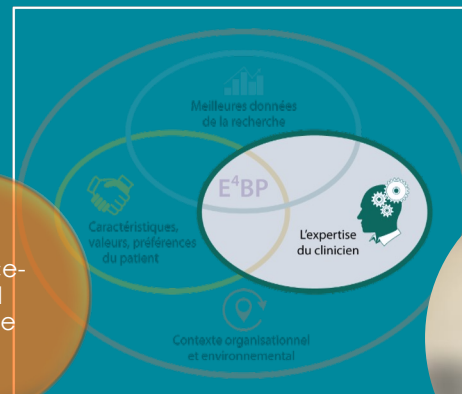 Meilleures données
de la recherche
E⁴BP
Caractéristiques,
valeurs, préférences
du patient
L'expertise
du clinicien
Contexte organisationnel
et environnemental